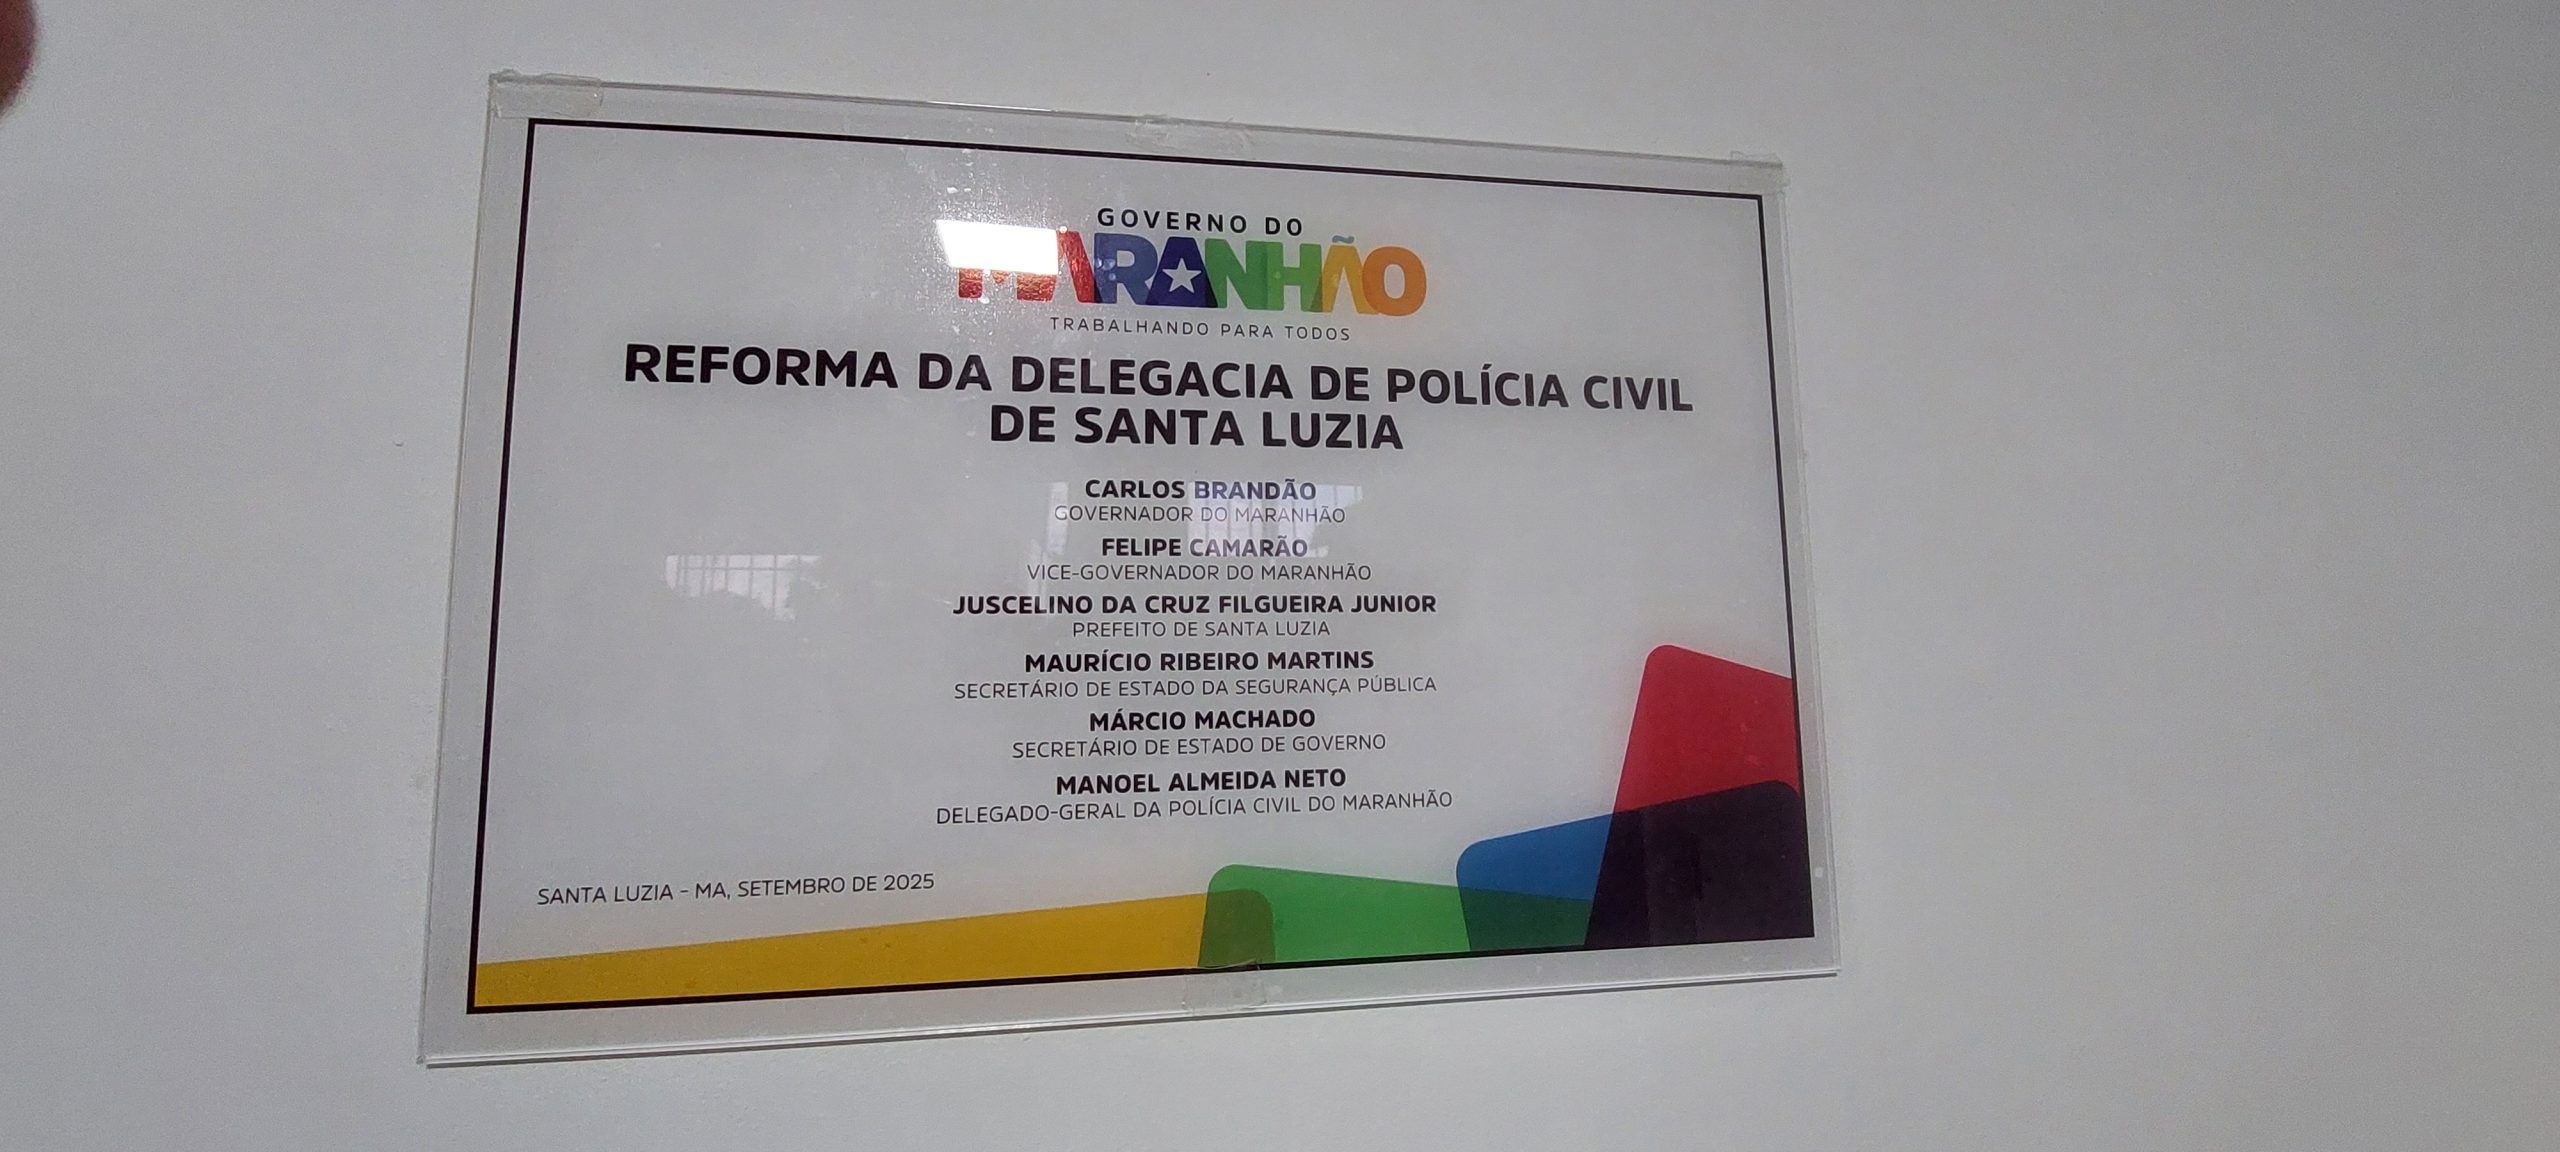 GOVERNO DO
MARANHÃO
TRABALHANDO PARA TODOS
REFORMA DA DELEGACIA DE POLÍCIA CIVIL
DE SANTA LUZIA
CARLOS BRANDÃO
GOVERNADOR DO MARANHÃO
FELIPE CAMARÃO
VICE-GOVERNADOR DO MARANHÃO
JUSCELINO DA CRUZ FILGUEIRA JUNIOR
PREFEITO DE SANTA LUZIA
MAURÍCIO RIBEIRO MARTINS
SECRETÁRIO DE ESTADO DA SEGURANÇA PÚBLICA
MÁRCIO MACHADO
SECRETÁRIO DE ESTADO DE GOVERNO
MANOEL ALMEIDA NETO
DELEGADO-GERAL DA POLÍCIA CIVIL DO MARANHÃO
SANTA LUZIA - MA, SETEMBRO DE 2025